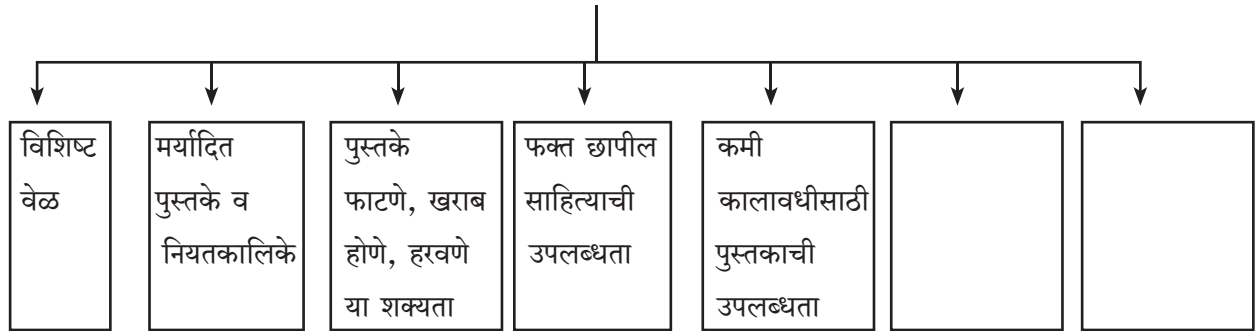 विशिष्ट
वेळ
मर्यादित
पुस्तके व
नियतकालिके
पुस्तके
फाटणे, खराब
होणे, हरवणे
या शक्यता
फक्त छापील
साहित्याची
उपलब्धता
कमी
कालावधीसाठी
पुस्तकाची
उपलब्धता